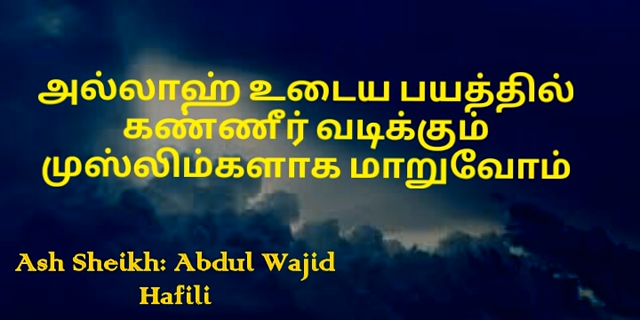 அல்லாஹ் உடைய பயத்தில்
கண்ணீர் வடிக்கும்
முஸ்லிம்களாக மாறுவோம்
Ash Sheikh: Abdul Wajid
Hafili